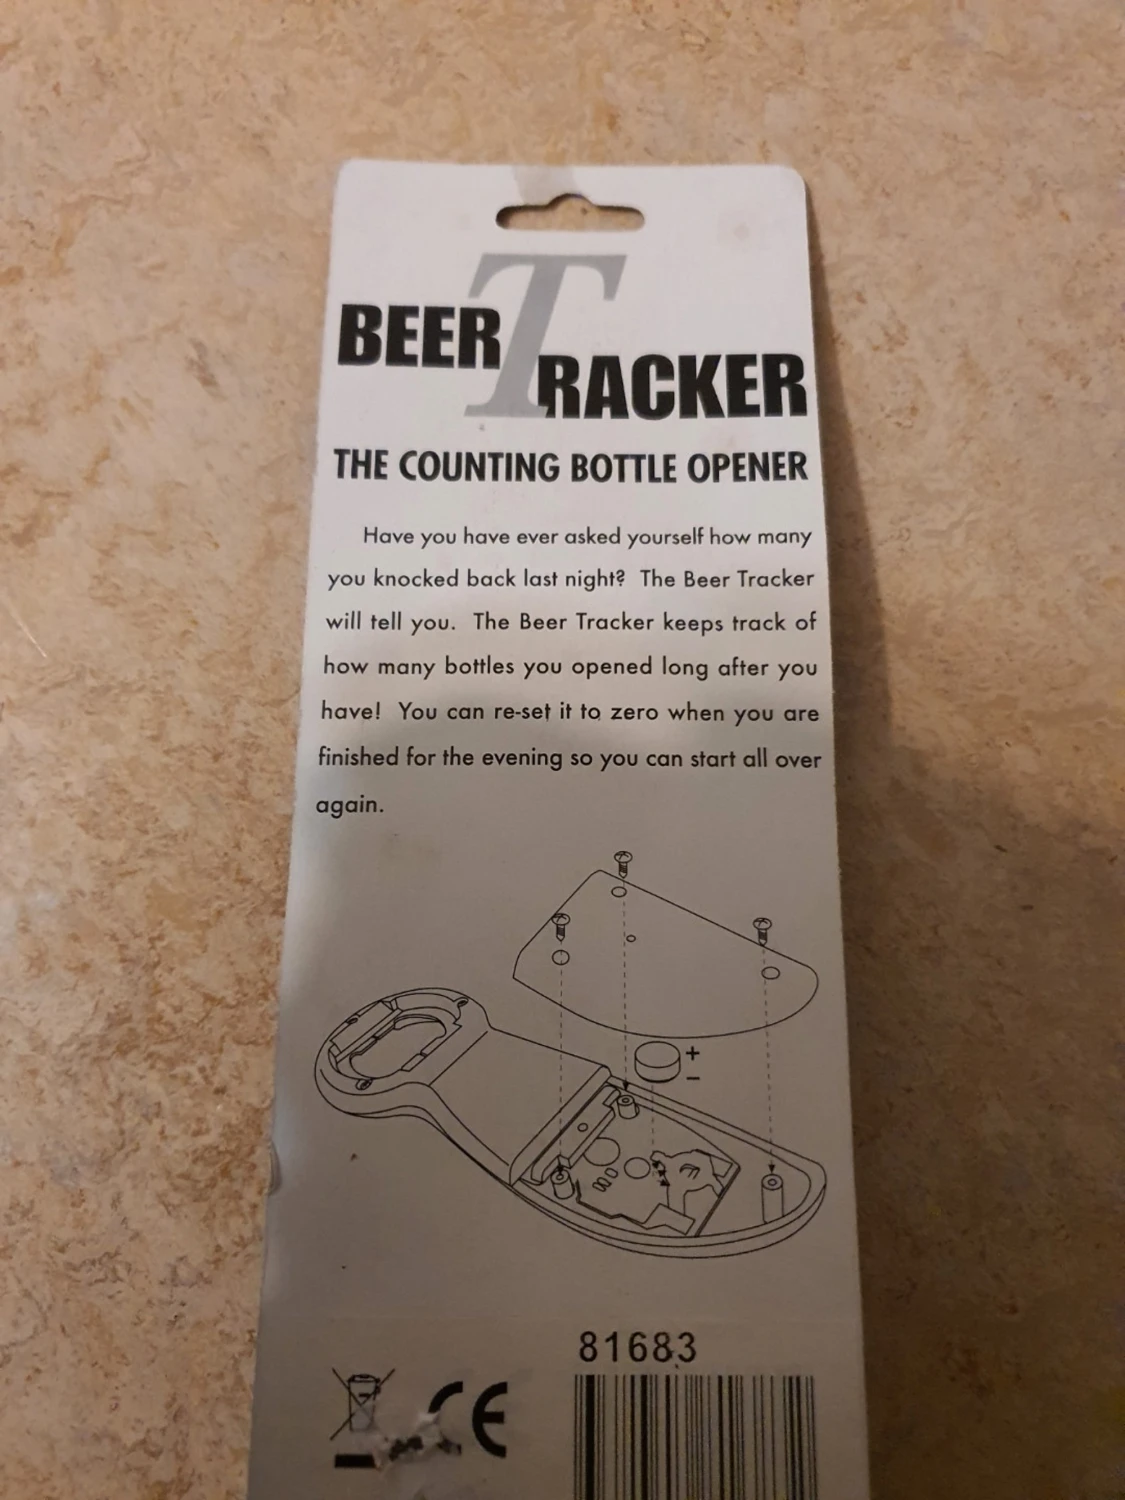 BEER TRACKER
THE COUNTING BOTTLE OPENER
Have you have ever asked yourself how many
you knocked back last night? The Beer Tracker
will tell you. The Beer Tracker keeps track of
how many bottles you opened long after you
have! You can re-set it to zero when you are
finished for the evening so you can start all over
again.
+
−
81683
CE